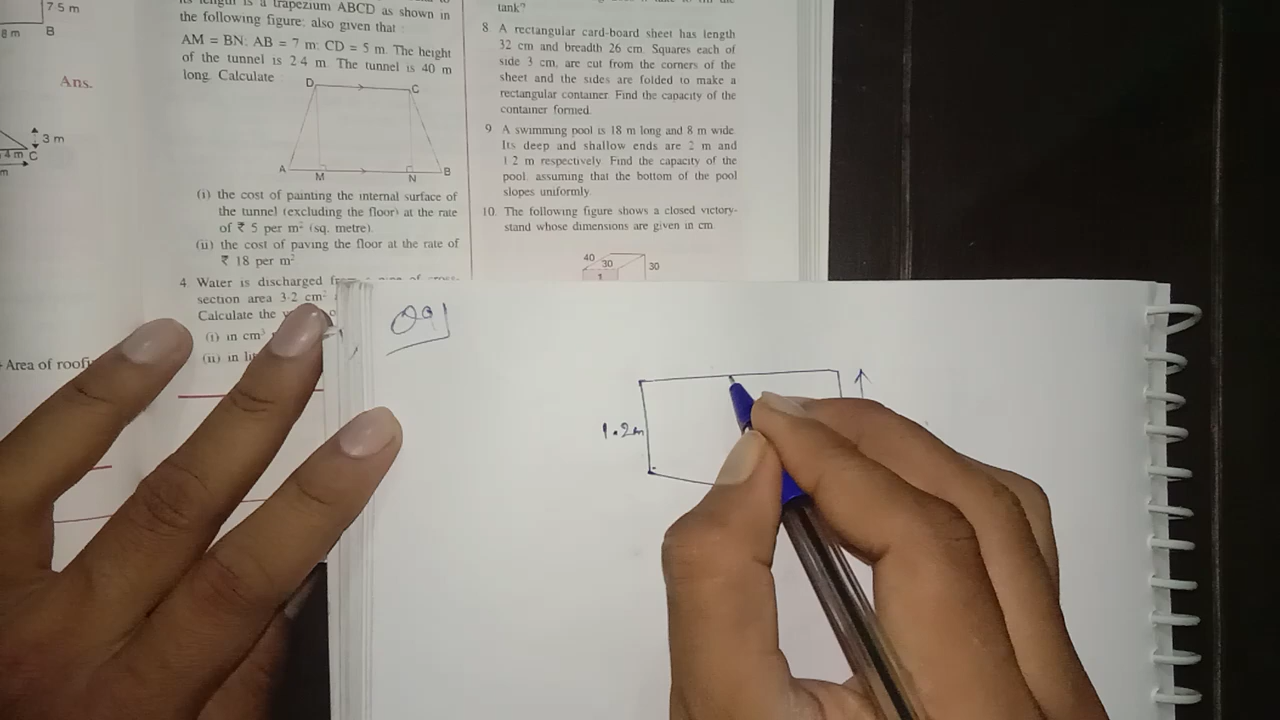 7 5 m
8 m B
Ans.
3 m
4 m C
m
Area of roofi
length is a trapezium ABCD as shown in
the following figure; also given that :
AM = BN; AB = 7 m; CD = 5 m. The height
of the tunnel is 2 4 m. The tunnel is 40 m
long. Calculate
D C
A M N B
(i) the cost of painting the internal surface of
the tunnel (excluding the floor) at the rate
of ₹ 5 per m² (sq. metre).
(ii) the cost of paving the floor at the rate of
₹ 18 per m²
4 Water is discharged
section area 3·2 cm²
Calculate the
(i) in cm³
(ii) in lit
tank?
8 A rectangular card-board sheet has length
32 cm and breadth 26 cm. Squares each of
side 3 cm, are cut from the corners of the
sheet and the sides are folded to make a
rectangular container. Find the capacity of the
container formed.
9 A swimming pool is 18 m long and 8 m wide.
Its deep and shallow ends are 2 m and
1 2 m respectively. Find the capacity of the
pool, assuming that the bottom of the pool
slopes uniformly.
10. The following figure shows a closed victory-
stand whose dimensions are given in cm.
40 30 30
1
Q9
1.2m